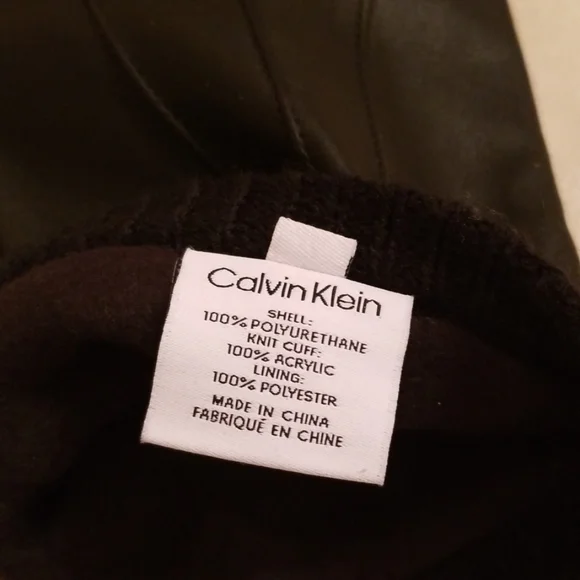 Calvin Klein
SHELL:
100% POLYURETHANE
KNIT CUFF:
100% ACRYLIC
LINING:
100% POLYESTER
MADE IN CHINA
FABRIQUÉ EN CHINE